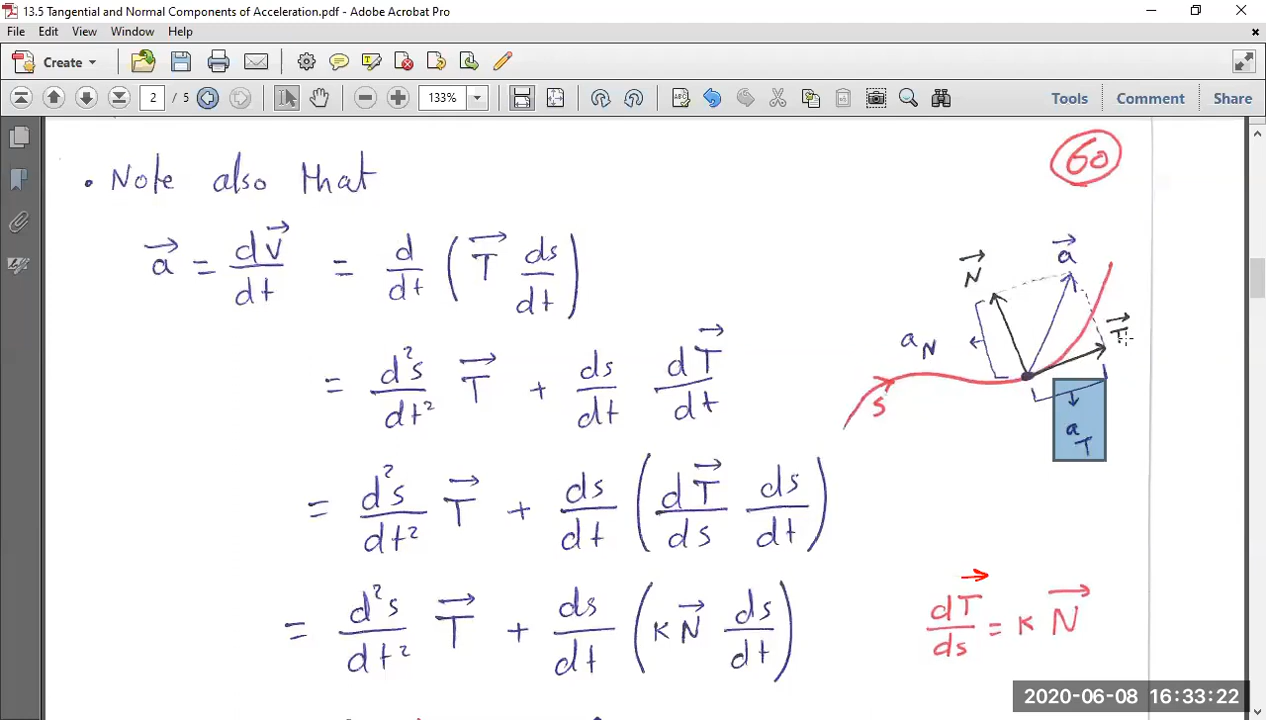 13.5 Tangential and Normal Components of Acceleration.pdf - Adobe Acrobat Pro
File Edit View Window Help
Create
2 / 5 133% Tools Comment Share
60
• Note also that
a⃗ = dv⃗/dt = d/dt (T⃗ ds/dt)
= d²s/dt² T⃗ + ds/dt dT⃗/dt
= d²s/dt² T⃗ + ds/dt (dT⃗/ds ds/dt)
= d²s/dt² T⃗ + ds/dt (κN⃗ ds/dt)
N⃗
a⃗
T⃗
a_N
s
a_T
dT⃗/ds = κ N⃗
2020-06-08 16:33:22